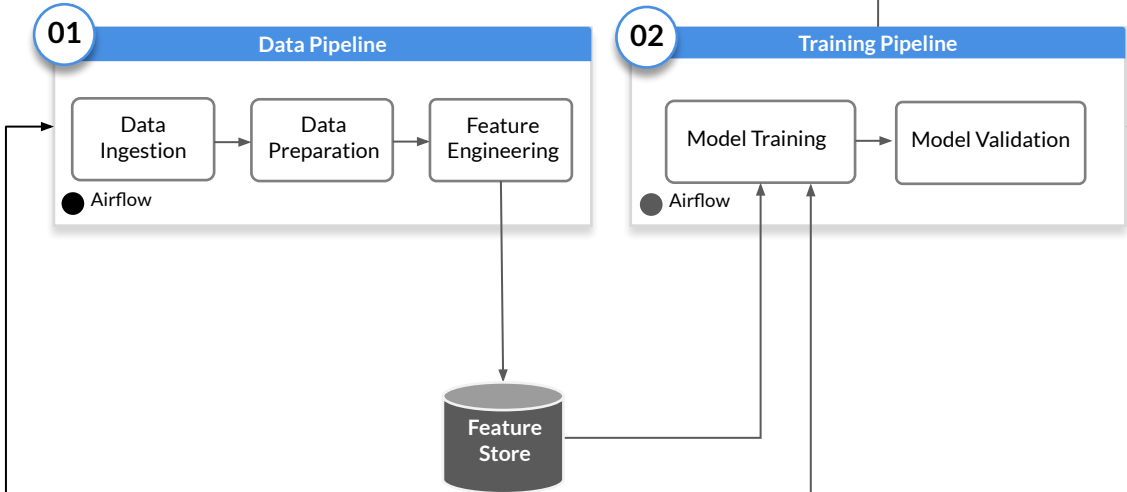 01
Data Pipeline
Data
Ingestion
Data
Preparation
Feature
Engineering
Airflow
02
Training Pipeline
Model Training
Model Validation
Airflow
Feature
Store